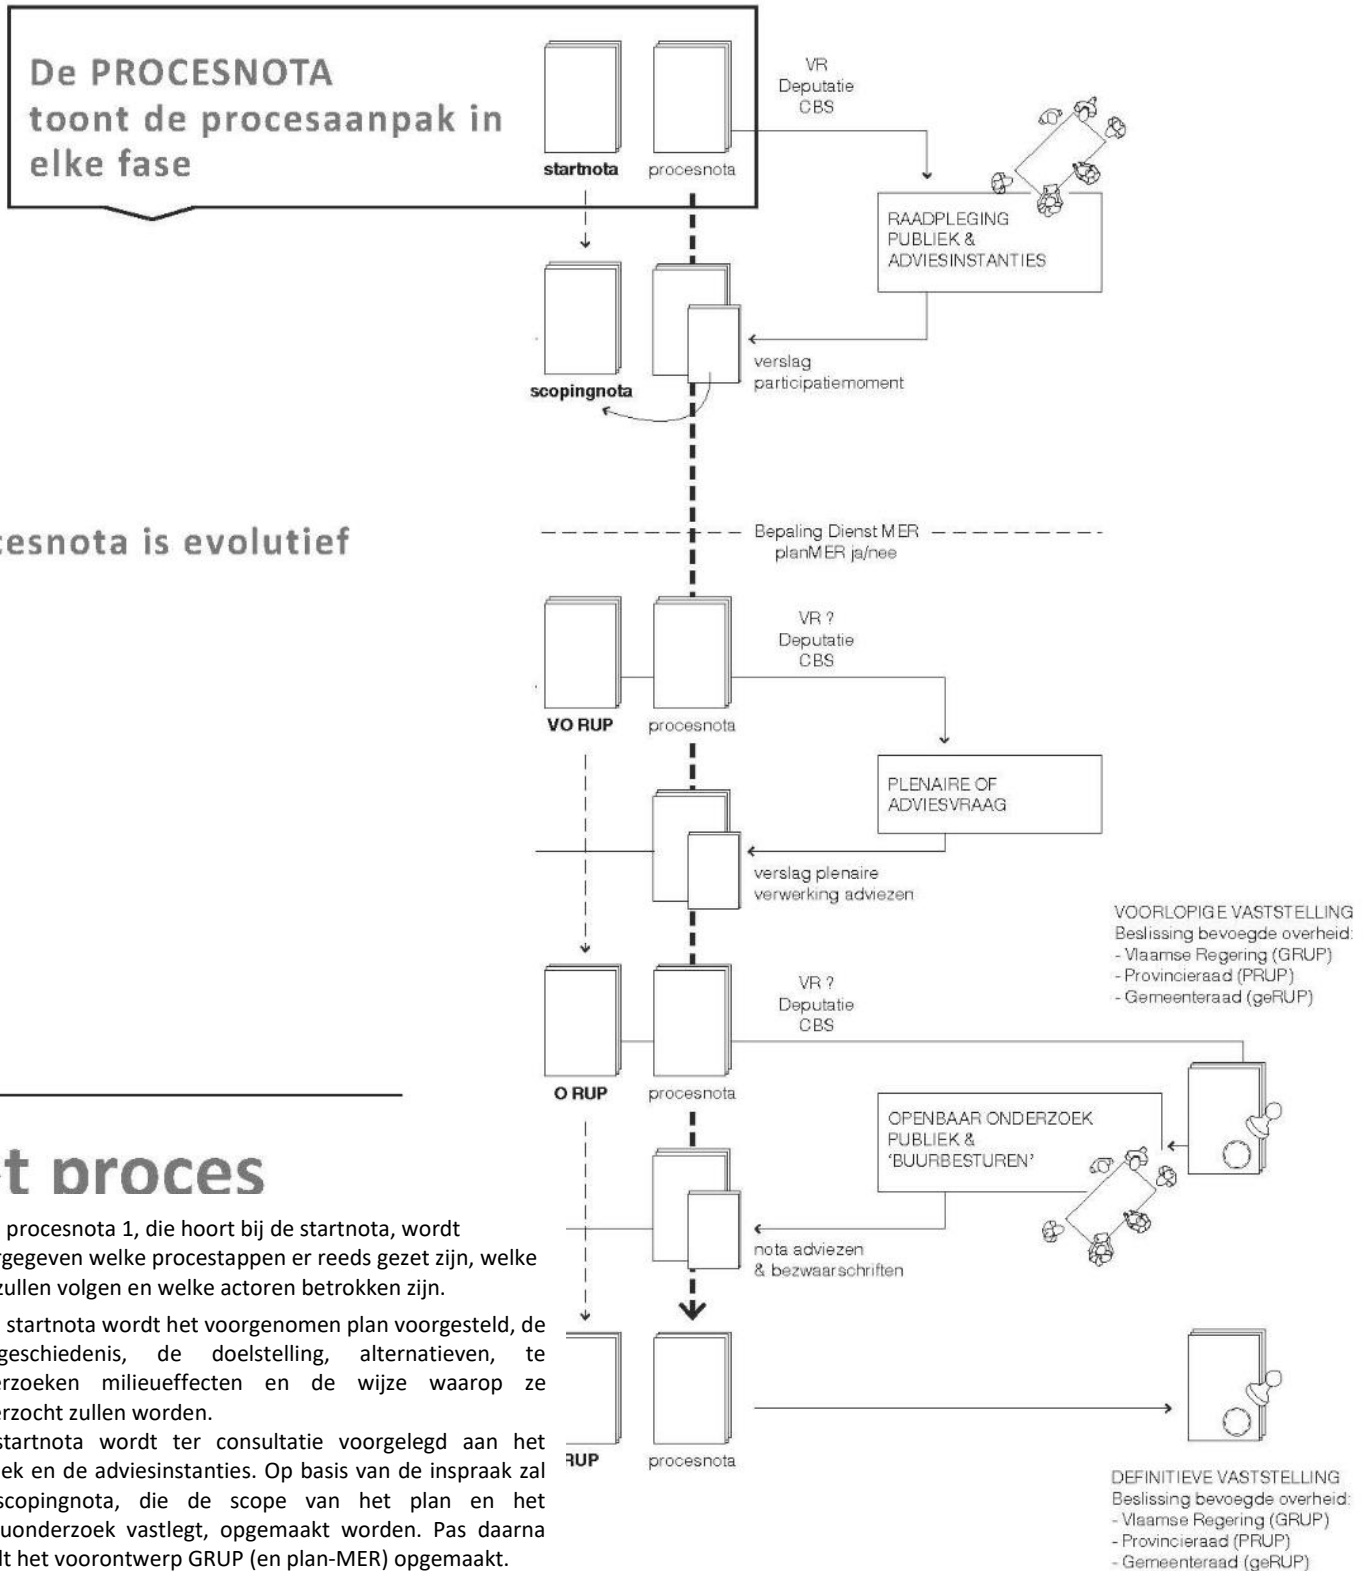 De PROCESNOTA
toont de procesaanpak in
elke fase
startnota
procesnota
VR
Deputatie
CBS
RAADPLEGING
PUBLIEK &
ADVIESINSTANTIES
verslag
participatiemoment
scopingnota
cesnota is evolutief
Bepaling Dienst MER
planMER ja/nee
VR ?
Deputatie
CBS
VO RUP
procesnota
PLENAIRE OF
ADVIESVRAAG
verslag plenaire
verwerking adviezen
VOORLOPIGE VASTSTELLING
Beslissing bevoegde overheid:
- Vlaamse Regering (GRUP)
- Provincieraad (PRUP)
- Gemeenteraad (geRUP)
VR ?
Deputatie
CBS
O RUP
procesnota
OPENBAAR ONDERZOEK
PUBLIEK &
'BUURBESTUREN'
nota adviezen
& bezwaarschriften
t proces
procesnota 1, die hoort bij de startnota, wordt
rgegeven welke processtappen er reeds gezet zijn, welke
zullen volgen en welke actoren betrokken zijn.
startnota wordt het voorgenomen plan voorgesteld, de
geschiedenis, de doelstelling, alternatieven, te
erzoeken milieueffecten en de wijze waarop ze
erzocht zullen worden.
startnota wordt ter consultatie voorgelegd aan het
iek en de adviesinstanties. Op basis van de inspraak zal
scopingnota, die de scope van het plan en het
uonderzoek vastlegt, opgemaakt worden. Pas daarna
dt het voorontwerp GRUP (en plan-MER) opgemaakt.
RUP
procesnota
DEFINITIEVE VASTSTELLING
Beslissing bevoegde overheid:
- Vlaamse Regering (GRUP)
- Provincieraad (PRUP)
- Gemeenteraad (geRUP)